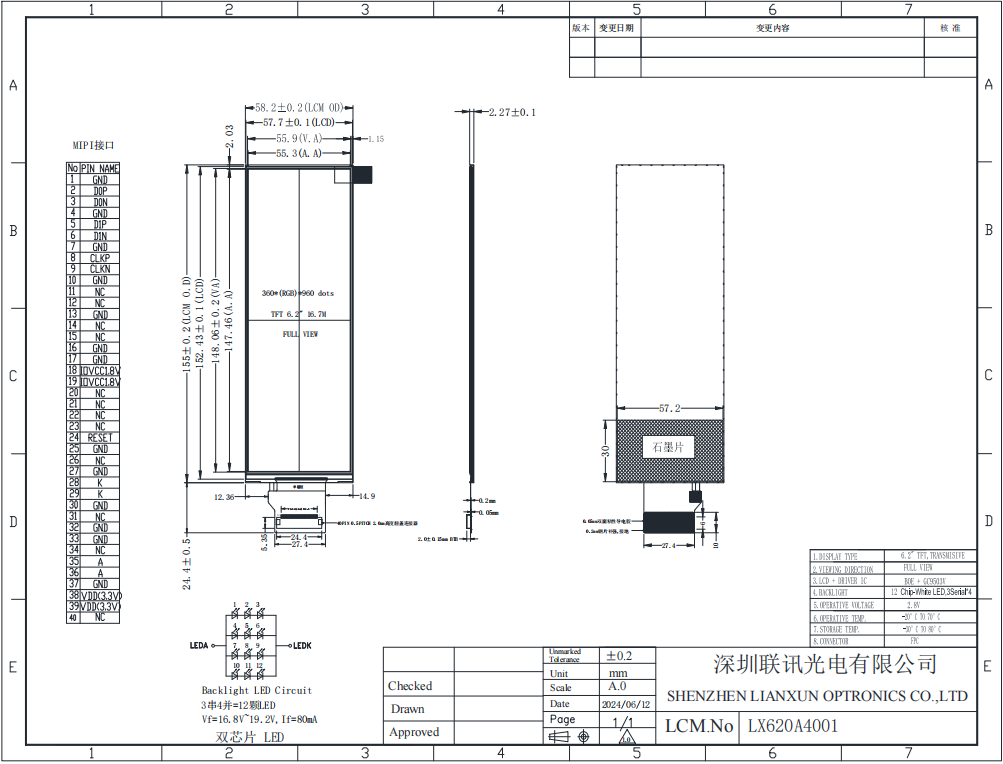 1 2 3 4 5 6 7
版本 变更日期 变更内容 核 准
A
B
C
D
E
MIPI接口
No PIN NAME
1 GND
2 D0P
3 D0N
4 GND
5 D1P
6 D1N
7 GND
8 CLKP
9 CLKN
10 GND
11 NC
12 NC
13 GND
14 NC
15 NC
16 GND
17 GND
18 IOVCC1.8V
19 IOVCC1.8V
20 NC
21 NC
22 NC
23 NC
24 RESET
25 GND
26 NC
27 GND
28 K
29 K
30 GND
31 NC
32 GND
33 GND
34 NC
35 A
36 A
37 GND
38 VDD(3.3V)
39 VDD(3.3V)
40 NC
58.2±0.2(LCM OD)
57.7±0.1(LCD)
55.9(V.A)
1.15
55.3(A.A)
2.03
155±0.2(LCM O.D)
152.43±0.1(LCD)
148.06±0.2(VA)
147.46(A.A)
360*(RGB)*960 dots
TFT 6.2" 16.7M
FULL VIEW
12.36
14.9
5.35
24.4
27.4
24.4±0.5
2.27±0.1
0.2mm
0.05mm
57.2
30
石墨片
27.4
6
10
1 2 3
4 5 6
7 8 9
10 11 12
LEDA
LEDK
Backlight LED Circuit
3串4并=12颗LED
Vf=16.8V~19.2V, If=80mA
双芯片 LED
1.DISPLAY TYPE 6.2" TFT,TRANSMISIVE
2.VIEWING DIRECTION FULL VIEW
3.LCD + DRIVER IC BOE + GC9503V
4.BACKLIGHT 12 Chip-White LED,3Serial*4
5.OPERATIVE VOLTAGE 2.8V
6.OPERATIVE TEMP. -20°C TO 70°C
7.STORAGE TEMP. -30°C TO 80°C
8.CONNECTOR FPC
Checked
Drawn
Approved
Unmarked Tolerance ±0.2
Unit mm
Scale A.0
Date 2024/06/12
Page 1/1
深圳联讯光电有限公司
SHENZHEN LIANXUN OPTRONICS CO.,LTD
LCM.No LX620A4001
A
B
C
D
E
1 2 3 4 5 6 7